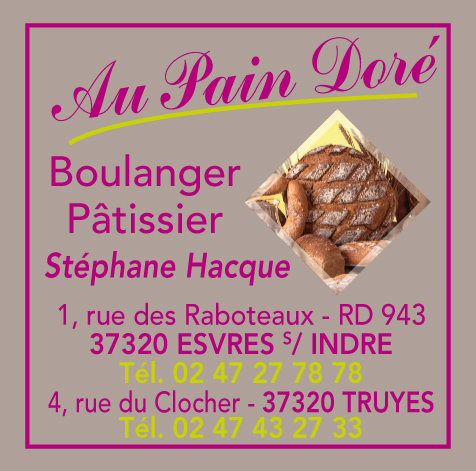 Au Pain Doré
Boulanger
Pâtissier
Stéphane Hacque
1, rue des Raboteaux - RD 943
37320 ESVRES S/ INDRE
Tél. 02 47 27 78 78
4, rue du Clocher - 37320 TRUYES
Tél. 02 47 43 27 33